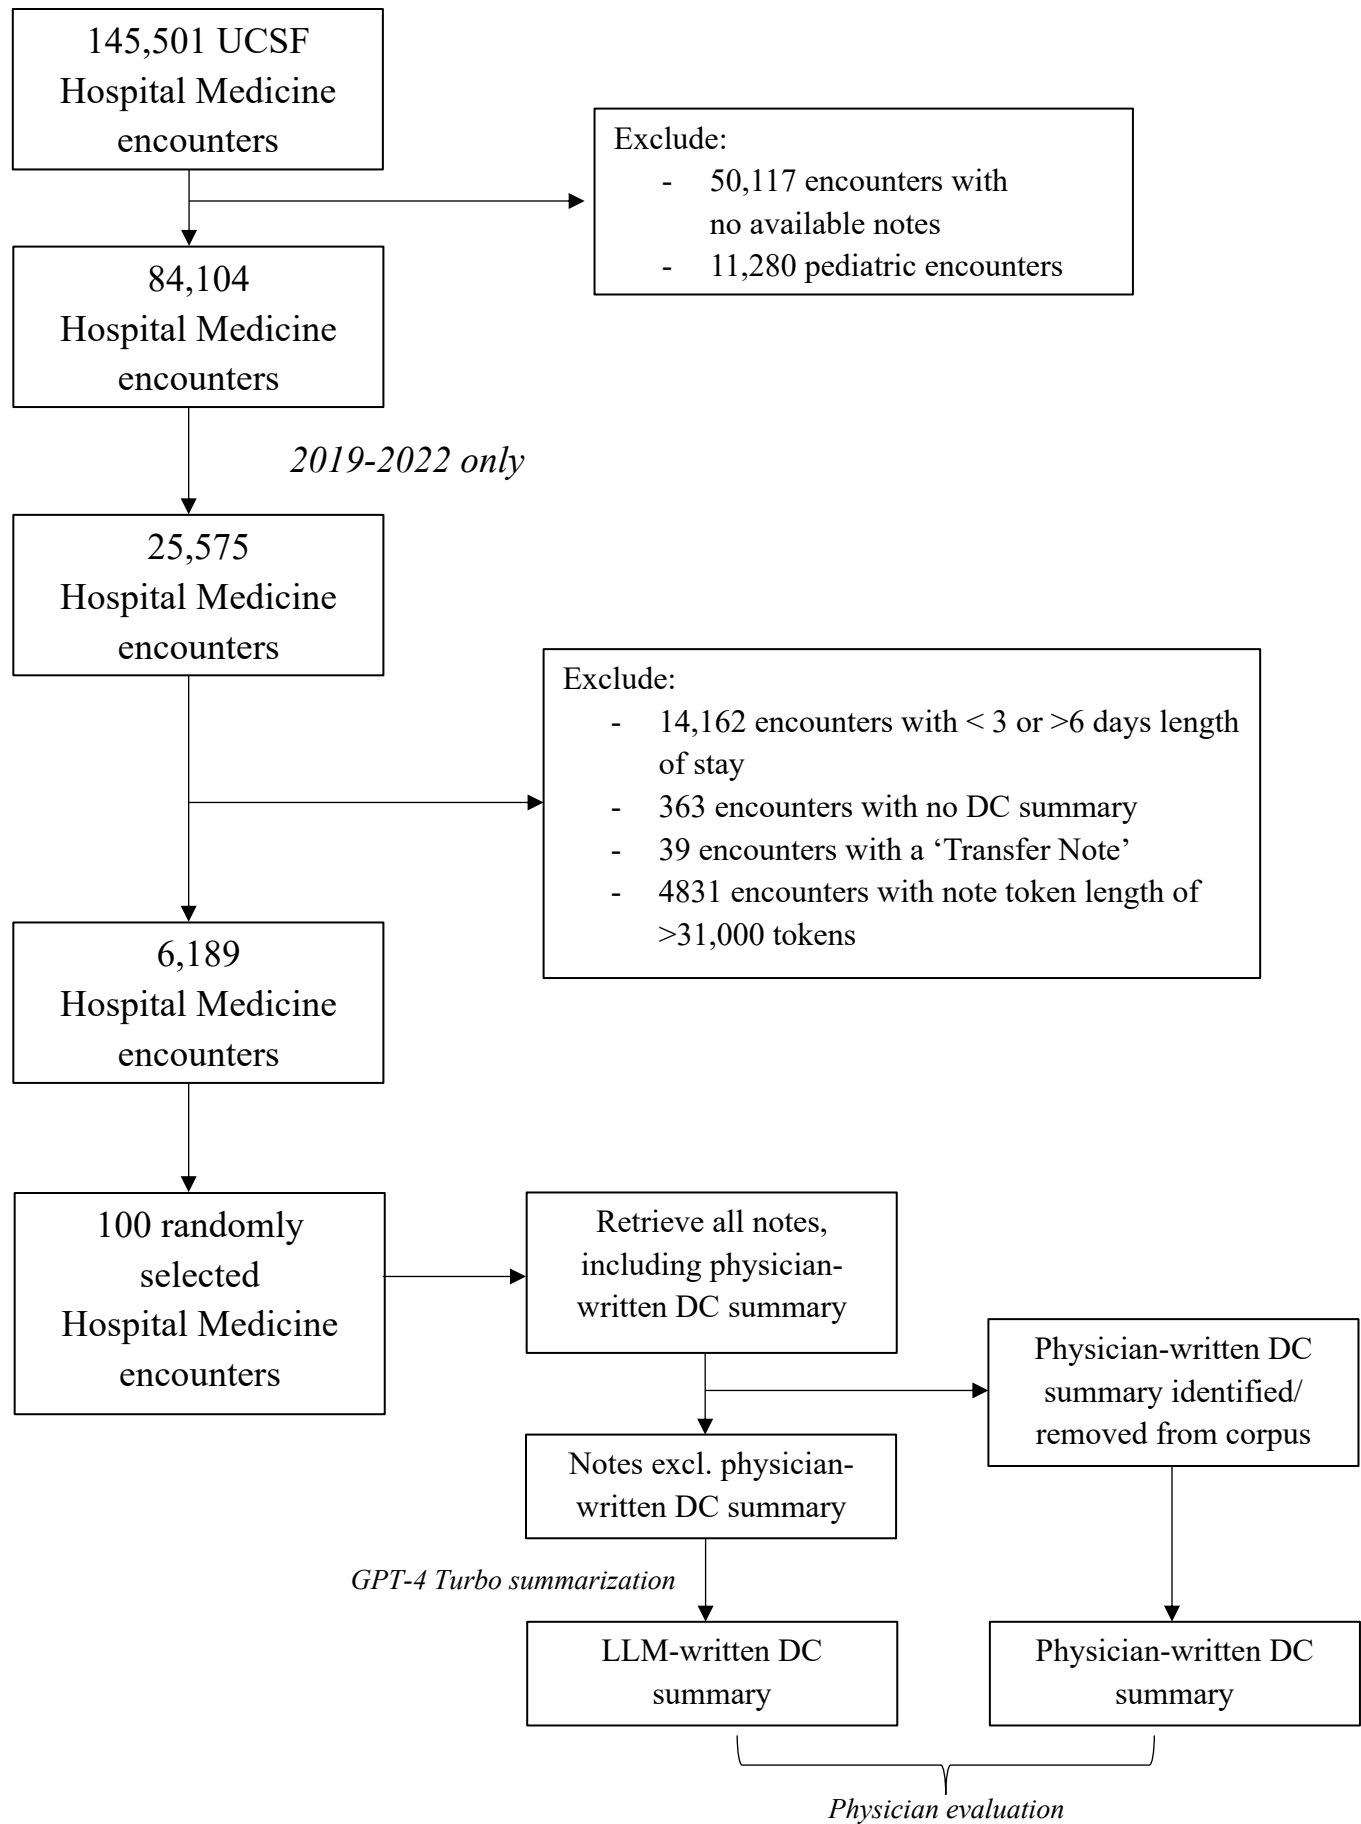 145,501 UCSF
Hospital Medicine
encounters
Exclude:
- 50,117 encounters with
no available notes
- 11,280 pediatric encounters
84,104
Hospital Medicine
encounters
2019-2022 only
25,575
Hospital Medicine
encounters
Exclude:
- 14,162 encounters with < 3 or >6 days length
of stay
- 363 encounters with no DC summary
- 39 encounters with a ‘Transfer Note’
- 4831 encounters with note token length of
>31,000 tokens
6,189
Hospital Medicine
encounters
100 randomly
selected
Hospital Medicine
encounters
Retrieve all notes,
including physician-
written DC summary
Physician-written DC
summary identified/
removed from corpus
Notes excl. physician-
written DC summary
GPT-4 Turbo summarization
LLM-written DC
summary
Physician-written DC
summary
Physician evaluation